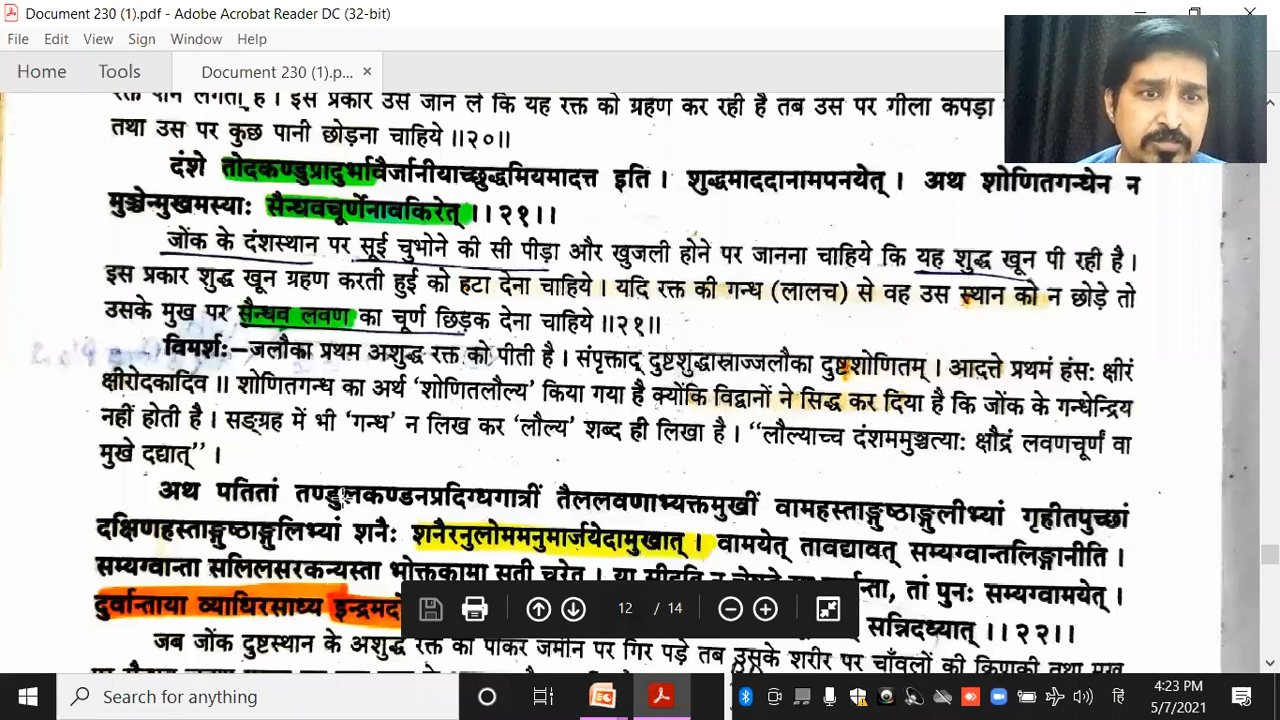 Document 230 (1).pdf - Adobe Acrobat Reader DC (32-bit)
File Edit View Sign Window Help
Home Tools Document 230 (1).p... ×
रक्त पीने लगती है। इस प्रकार उसे जान ले कि यह रक्त को ग्रहण कर रही है तब उस पर गीला कपड़ा
तथा उस पर कुछ पानी छोड़ना चाहिये ॥२०॥
दंशे तोदकण्डुप्रादुर्भावैर्जानीयाच्छुद्धमियमादत्त इति । शुद्धमाददानामपनयेत् । अथ शोणितगन्धेन न
मुञ्चेन्मुखमस्याः सैन्धवचूर्णेनावकिरेत् ।।२१।।
जोंक के दंशस्थान पर सूई चुभोने की सी पीड़ा और खुजली होने पर जानना चाहिये कि यह शुद्ध खून पी रही है।
इस प्रकार शुद्ध खून ग्रहण करती हुई को हटा देना चाहिये। यदि रक्त की गन्ध (लालच) से वह उस स्थान को न छोड़े तो
उसके मुख पर सैन्धव लवण का चूर्ण छिड़क देना चाहिये ॥२१॥
विमर्श:–जलौका प्रथम अशुद्ध रक्त को पीती है। संपृक्ताद् दुष्टशुद्धास्राज्जलौका दुष्टशोणितम् । आदत्ते प्रथमं हंसः क्षीरं
क्षीरोदकादिव ॥ शोणितगन्ध का अर्थ 'शोणितलौल्य' किया गया है क्योंकि विद्वानों ने सिद्ध कर दिया है कि जोंक के गन्धेन्द्रिय
नहीं होती है। सङ्ग्रह में भी 'गन्ध' न लिख कर 'लौल्य' शब्द ही लिखा है। "लौल्याच्च दंशममुञ्चत्याः क्षौद्रं लवणचूर्णं वा
मुखे दद्यात्" ।
अथ पतितां तण्डुलकण्डनप्रदिग्धगात्रीं तैललवणाभ्यक्तमुखीं वामहस्ताङ्गुष्ठाङ्गुलीभ्यां गृहीतपुच्छां
दक्षिणहस्ताङ्गुष्ठाङ्गुलिभ्यां शनैः शनैरनुलोममनुमार्जयेदामुखात् । वामयेत् तावद्यावत् सम्यग्वान्तलिङ्गानीति ।
सम्यग्वान्ता सलिलसरकन्यस्ता भोक्तुकामा सती चरेत् । या सीदति न तां पुनः सम्यग्वामयेत् ।
दुर्वान्ताया व्याधिरसाध्य सन्निदध्यात् ।।२२।।
12 / 14
जब जोंक दुष्टस्थान के अशुद्ध रक्त को पीकर जमीन पर गिर पड़े तब उसके शरीर पर चाँवलों की किणकी तथा मुख
Search for anything
हि
4:23 PM
5/7/2021